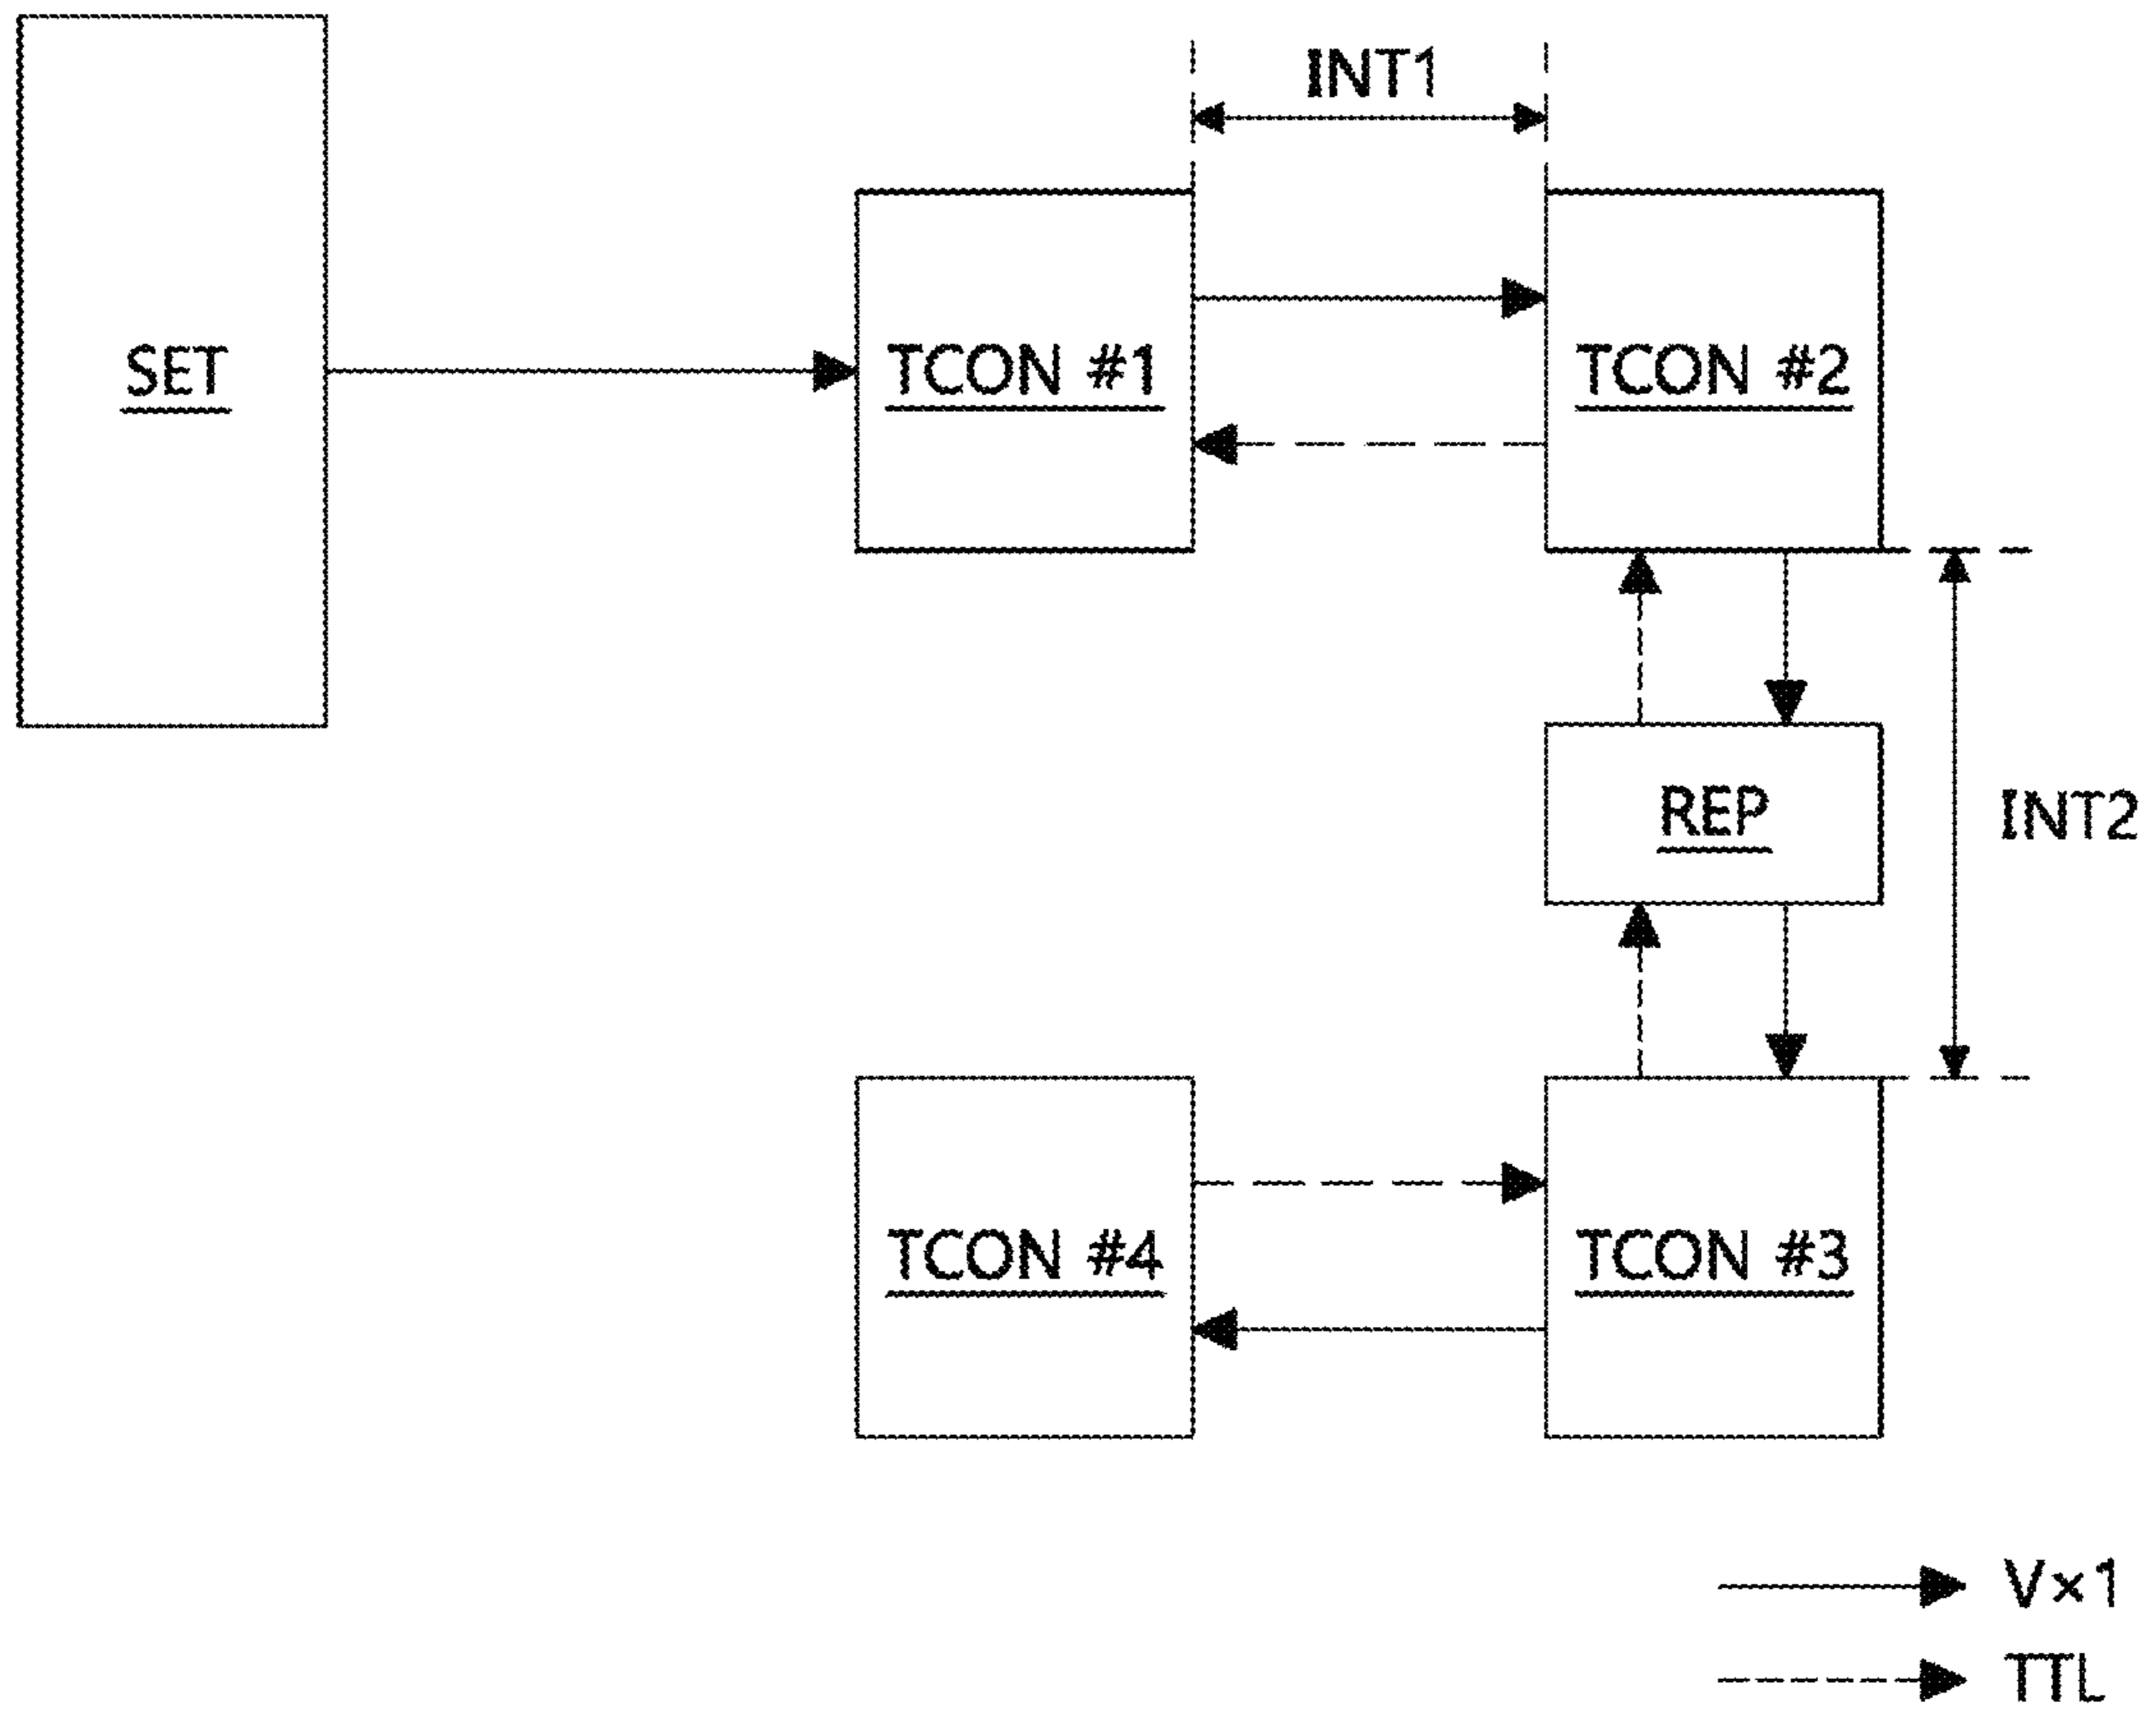 INT1
SET
TCON #1
TCON #2
REP
INT2
TCON #4
TCON #3
V×1
TTL